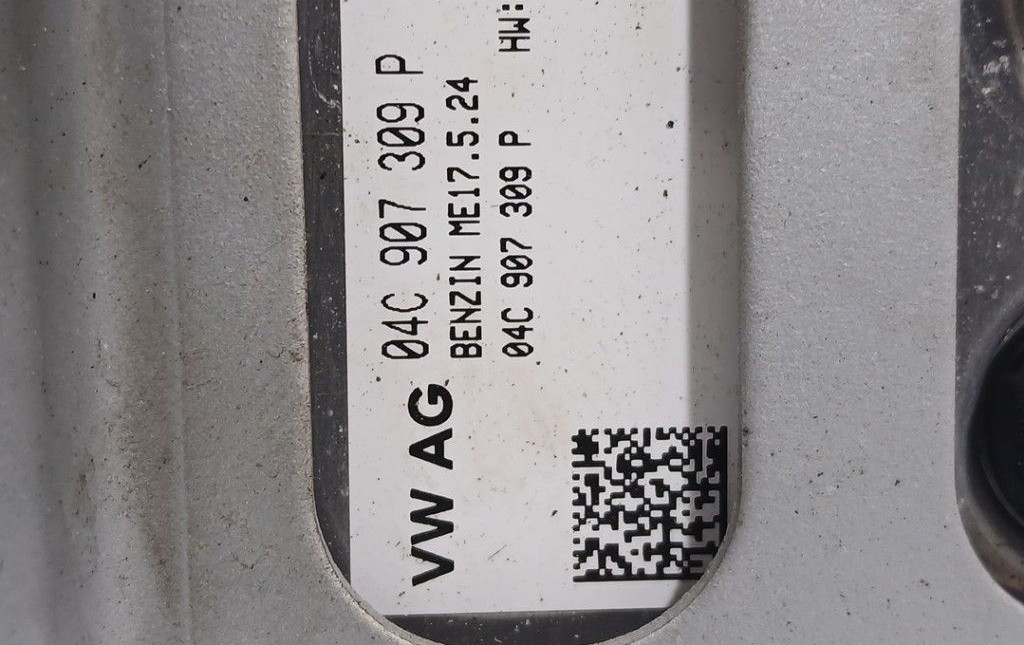 VW AG 04C 907 309 P
BENZIN ME17.5.24
04C 907 309 P HW: